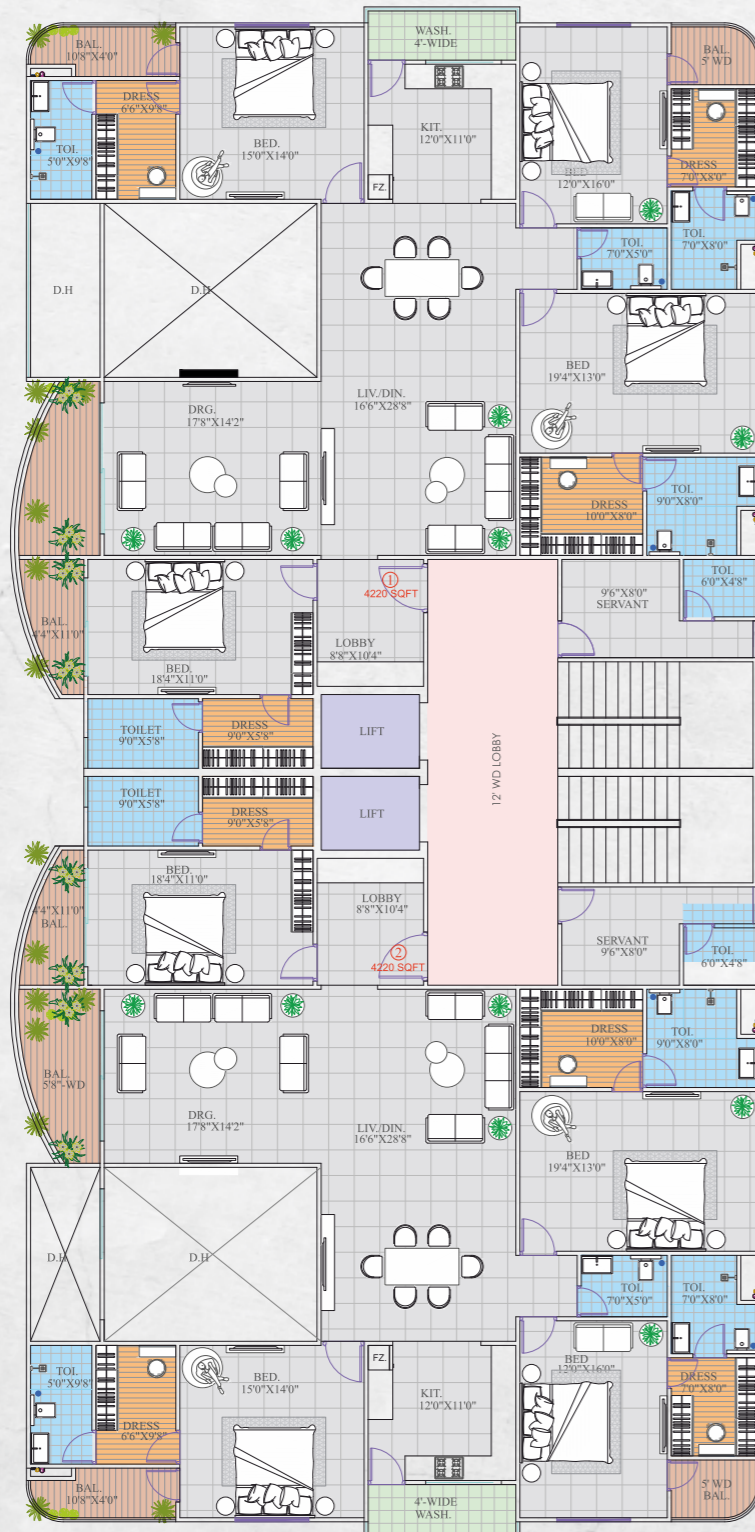 WASH.
4'-WIDE
BAL.
10'8"X4'0"
BAL.
5' WD
DRESS
6'6"X9'8"
TOI.
5'0"X9'8"
BED.
15'0"X14'0"
KIT.
12'0"X11'0"
FZ.
BED
12'0"X16'0"
DRESS
7'0"X8'0"
TOI.
7'0"X8'0"
TOI.
7'0"X5'0"
D.H
D.H
BED
19'4"X13'0"
LIV./DIN.
16'6"X28'8"
DRG.
17'8"X14'2"
DRESS
10'0"X8'0"
TOI.
9'0"X8'0"
TOI.
6'0"X4'8"
1
4220 SQFT
9'6"X8'0"
SERVANT
BAL.
4'4"X11'0"
BED.
18'4"X11'0"
LOBBY
8'8"X10'4"
TOILET
9'0"X5'8"
DRESS
9'0"X5'8"
LIFT
12' WD LOBBY
TOILET
9'0"X5'8"
DRESS
9'0"X5'8"
LIFT
BED.
18'4"X11'0"
LOBBY
8'8"X10'4"
4'4"X11'0"
BAL.
2
4220 SQFT
SERVANT
9'6"X8'0"
TOI.
6'0"X4'8"
DRESS
10'0"X8'0"
TOI.
9'0"X8'0"
BAL.
5'8"-WD
DRG.
17'8"X14'2"
LIV./DIN.
16'6"X28'8"
BED
19'4"X13'0"
D.H
D.H
TOI.
7'0"X5'0"
TOI.
7'0"X8'0"
FZ.
TOI.
5'0"X9'8"
BED.
15'0"X14'0"
KIT.
12'0"X11'0"
BED
12'0"X16'0"
DRESS
7'0"X8'0"
DRESS
6'6"X9'8"
BAL.
10'8"X4'0"
5' WD
BAL.
4'-WIDE
WASH.